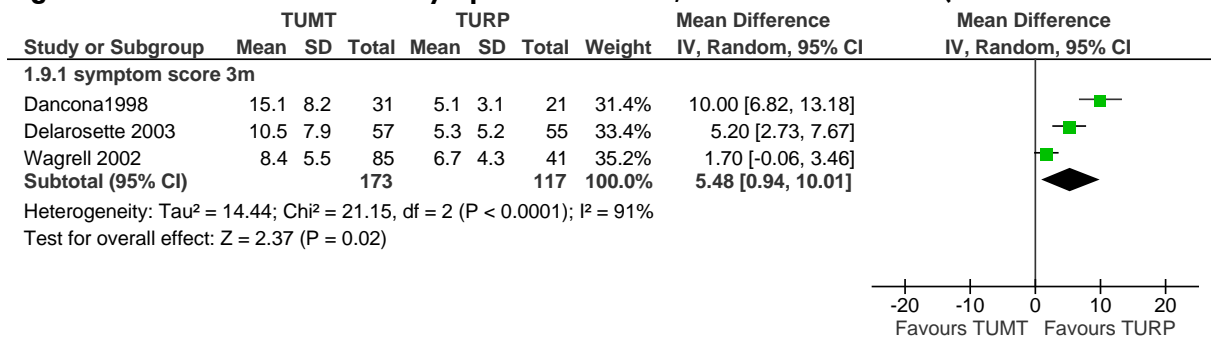 TUMT TURP Mean Difference Mean Difference
Study or Subgroup Mean SD Total Mean SD Total Weight IV, Random, 95% CI IV, Random, 95% CI
1.9.1 symptom score 3m
Dancona1998 15.1 8.2 31 5.1 3.1 21 31.4% 10.00 [6.82, 13.18]
Delarosette 2003 10.5 7.9 57 5.3 5.2 55 33.4% 5.20 [2.73, 7.67]
Wagrell 2002 8.4 5.5 85 6.7 4.3 41 35.2% 1.70 [-0.06, 3.46]
Subtotal (95% CI) 173 117 100.0% 5.48 [0.94, 10.01]
Heterogeneity: Tau² = 14.44; Chi² = 21.15, df = 2 (P < 0.0001); I² = 91%
Test for overall effect: Z = 2.37 (P = 0.02)
-20 -10 0 10 20
Favours TUMT Favours TURP